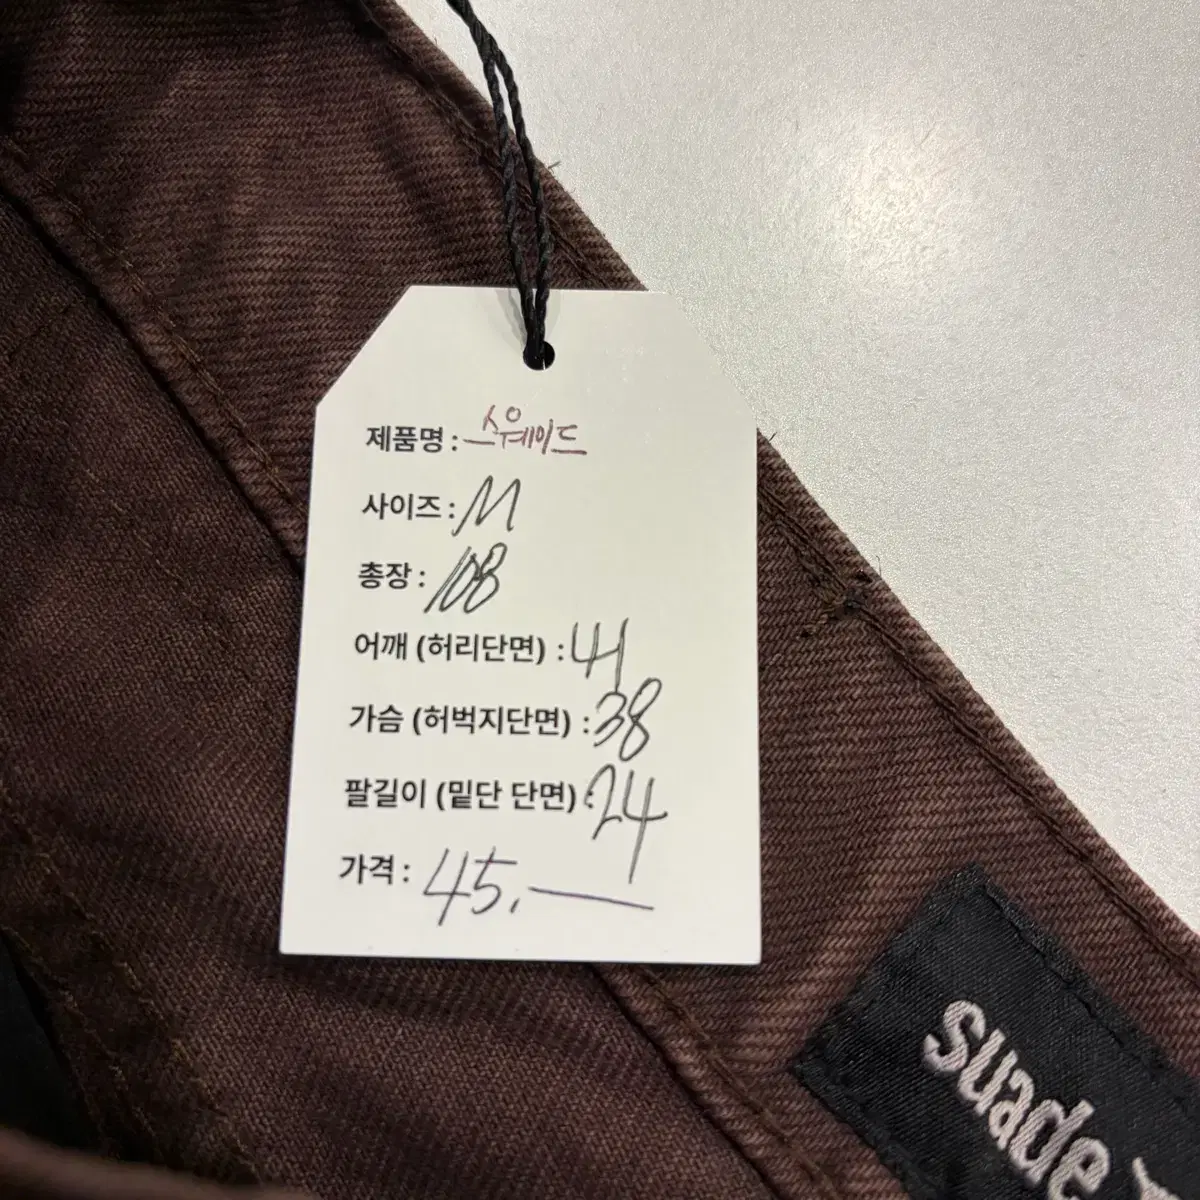 제품명 : 스웨이드
사이즈 : M
총장 : 108
어깨 (허리단면) : 41
가슴 (허벅지단면) : 38
팔길이 (밑단 단면) : 24
가격 : 45.—
suade